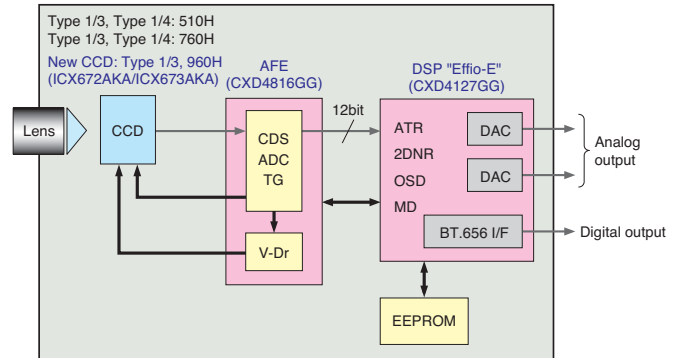 Type 1/3, Type 1/4: 510H
Type 1/3, Type 1/4: 760H
New CCD: Type 1/3, 960H
(ICX672AKA/ICX673AKA)
AFE
(CXD4816GG)
DSP "Effio-E"
(CXD4127GG)
Lens
CCD
CDS
ADC
TG
V-Dr
12bit
ATR
2DNR
OSD
MD
DAC
DAC
BT.656 I/F
EEPROM
Analog
output
Digital output